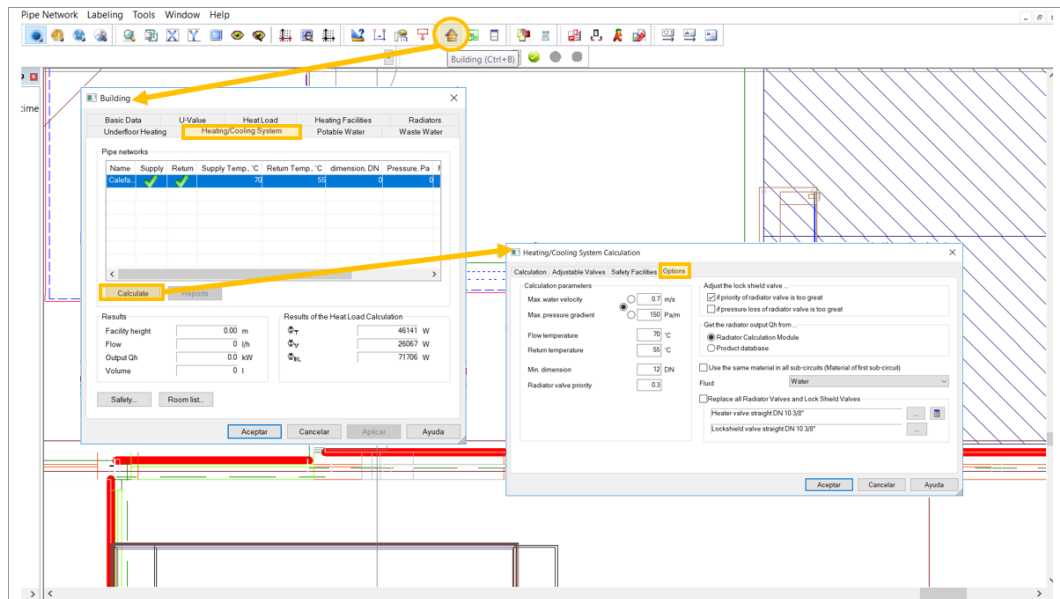 Pipe Network Labeling Tools Window Help
Building (Ctrl+B)
Building
Basic Data U-Value Heat Load Heating Facilities Radiators
Underfloor Heating Heating/Cooling System Potable Water Waste Water
Pipe networks
Name Supply Return Supply Temp., °C Return Temp., °C dimension, DN Pressure, Pa
Calefa... 70 55 0 0
Calculate Reports
Results
Facility height 0.00 m
Flow 0 l/h
Output Qh 0.0 kW
Volume 0 l
Results of the Heat Load Calculation
ΦT 46141 W
ΦV 26067 W
ΦHL 71706 W
Safety... Room list...
Aceptar Cancelar Aplicar Ayuda
Heating/Cooling System Calculation
Calculation Adjustable Valves Safety Facilities Options
Calculation parameters
Max. water velocity 0.7 m/s
Max. pressure gradient 150 Pa/m
Flow temperature 70 °C
Return temperature 55 °C
Min. dimension 12 DN
Radiator valve priority 0.3
Adjust the lock shield valve ...
if priority of radiator valve is too great
if pressure loss of radiator valve is too great
Get the radiator output Qh from...
Radiator Calculation Module
Product database
Use the same material in all sub-circuits (Material of first sub-circuit)
Fluid: Water
Replace all Radiator Valves and Lock Shield Valves
Heater valve straight DN 10 3/8" ...
Lockshield valve straight DN 10 3/8" ...
Aceptar Cancelar Ayuda